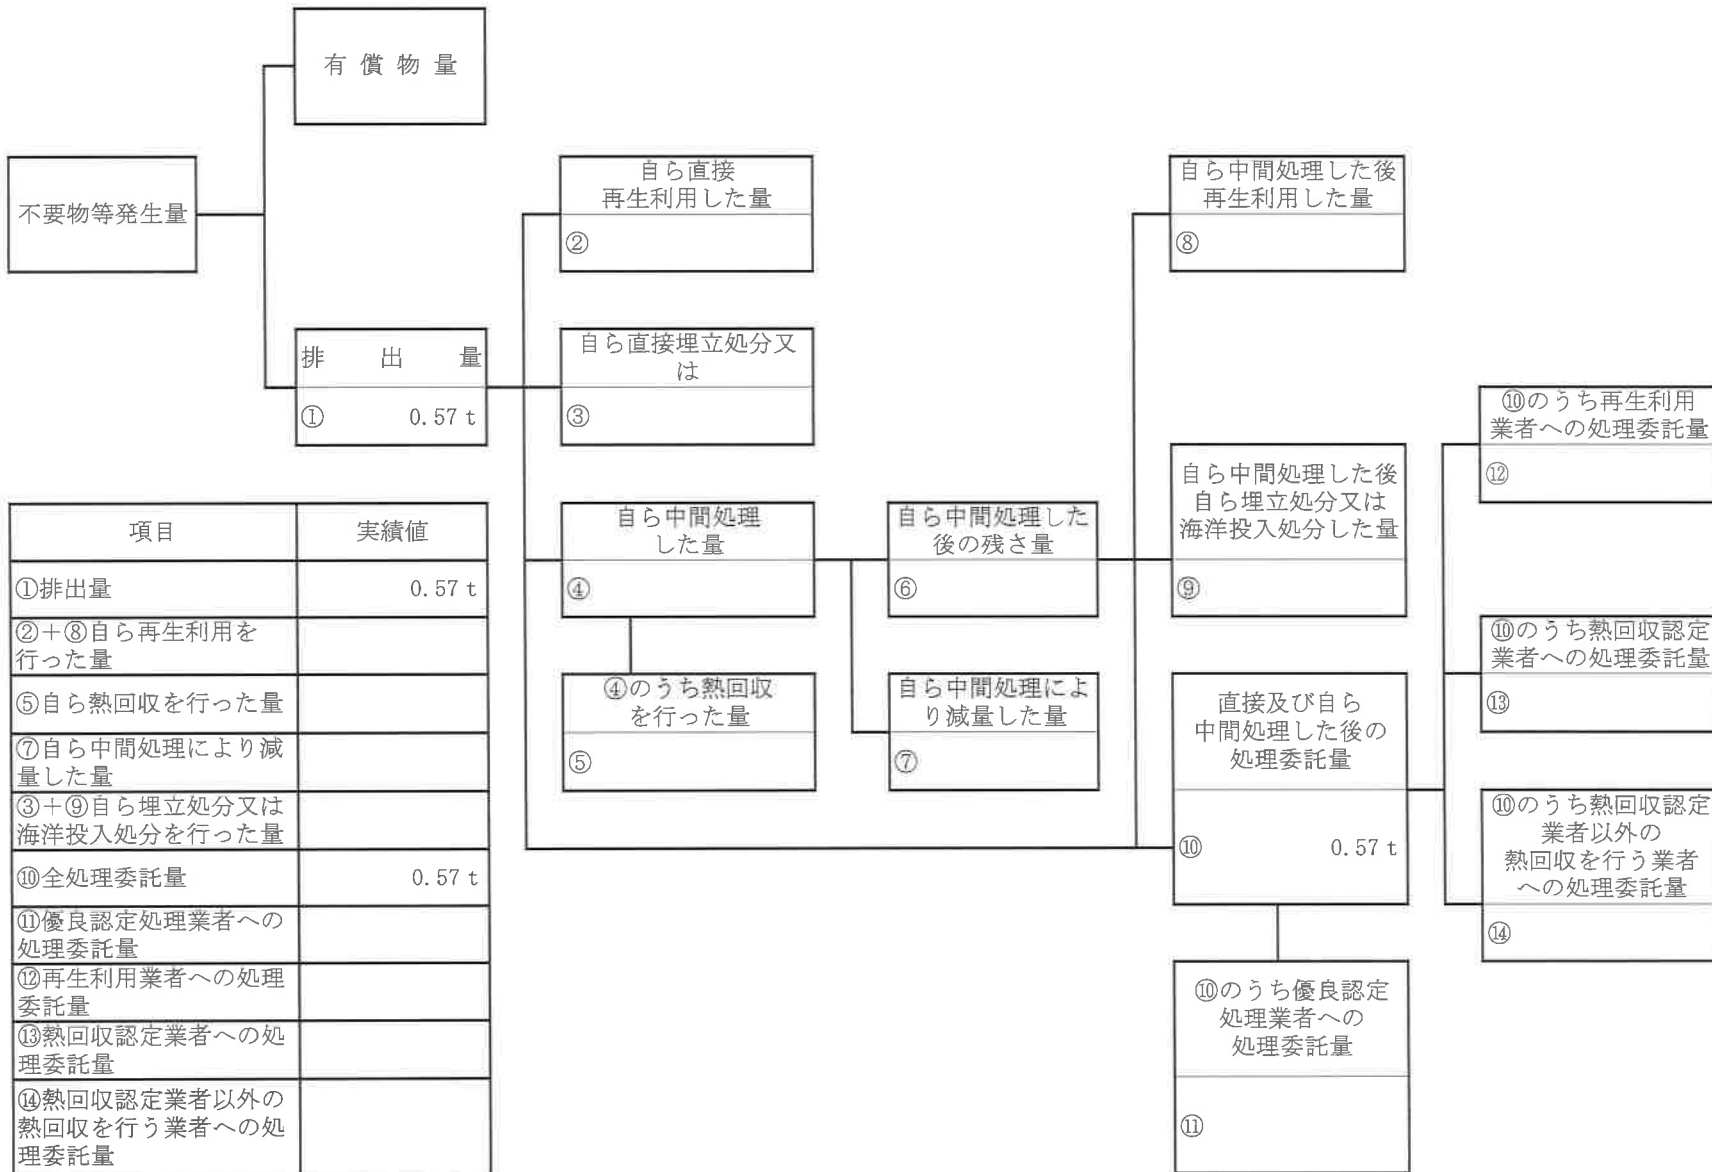 有償物量
不要物等発生量
排出量
① 0.57 t
自ら直接
再生利用した量
②
自ら直接埋立処分又
は
③
自ら中間処理
した量
④
④のうち熱回収
を行った量
⑤
自ら中間処理した
後の残さ量
⑥
自ら中間処理によ
り減量した量
⑦
自ら中間処理した後
再生利用した量
⑧
自ら中間処理した後
自ら埋立処分又は
海洋投入処分した量
⑨
直接及び自ら
中間処理した後の
処理委託量
⑩ 0.57 t
⑩のうち優良認定
処理業者への
処理委託量
⑪
⑩のうち再生利用
業者への処理委託量
⑫
⑩のうち熱回収認定
業者への処理委託量
⑬
⑩のうち熱回収認定
業者以外の
熱回収を行う業者
への処理委託量
⑭
項目 実績値
①排出量 0.57 t
②+⑧自ら再生利用を
行った量
⑤自ら熱回収を行った量
⑦自ら中間処理により減
量した量
③+⑨自ら埋立処分又は
海洋投入処分を行った量
⑩全処理委託量 0.57 t
⑪優良認定処理業者への
処理委託量
⑫再生利用業者への処理
委託量
⑬熱回収認定業者への処
理委託量
⑭熱回収認定業者以外の
熱回収を行う業者への処
理委託量